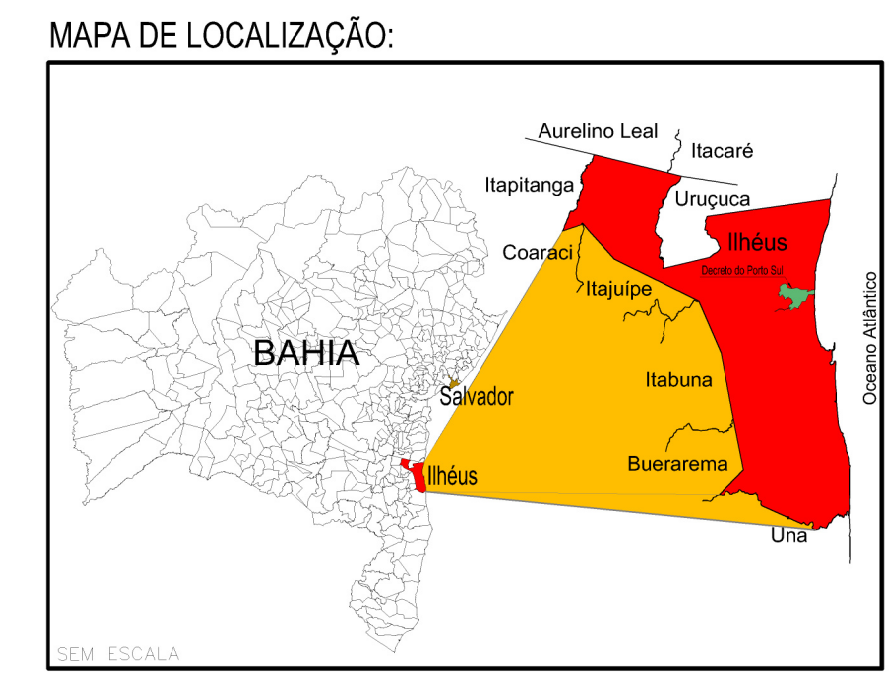 MAPA DE LOCALIZAÇÃO:
Aurelino Leal
Itacaré
Itapitanga
Uruçuca
Ilhéus
Coaraci
Decreto do Porto Sul
Itajuípe
Oceano Atlântico
BAHIA
Itabuna
Salvador
Buerarema
Ilhéus
Una
SEM ESCALA